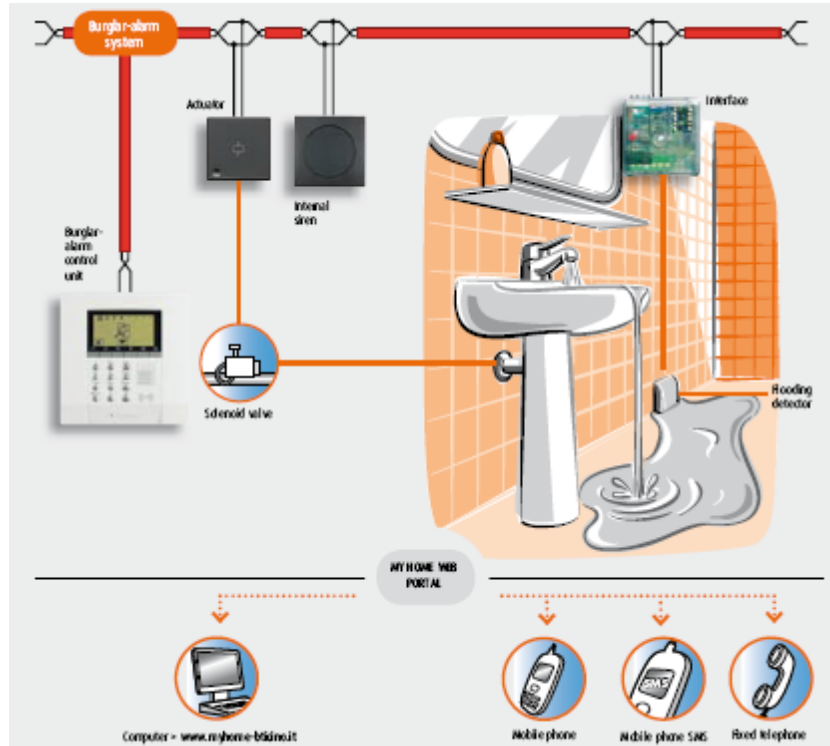 Burglar-alarm
system
Actuator
Interface
Internal
siren
Burglar-
alarm
control
unit
Solenoid valve
Flooding
detector
MY HOME WEB
PORTAL
SMS
Computer - www.myhome-bticino.it
Mobile phone
Mobile phone SMS
Fixed telephone